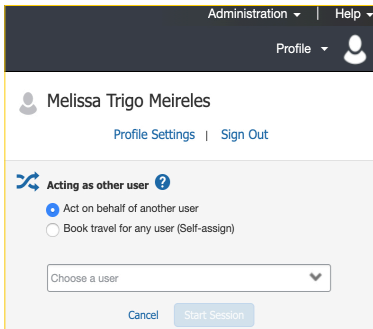 Administration | Help
Profile
Melissa Trigo Meireles
Profile Settings | Sign Out
Acting as other user ?
Act on behalf of another user
Book travel for any user (Self-assign)
Choose a user
Cancel Start Session